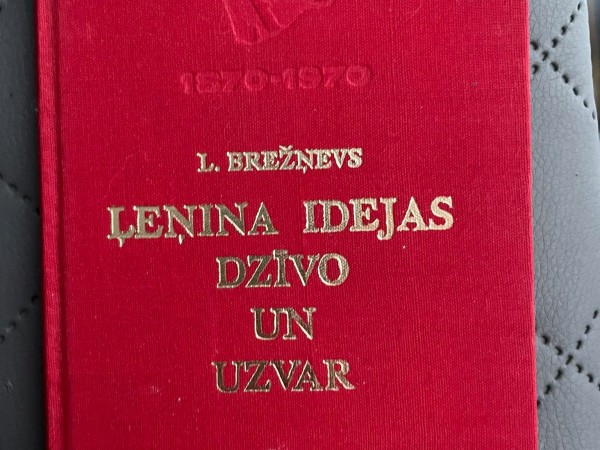 1870-1970
L. BREŽŅEVS
ĻEŅINA IDEJAS
DZĪVO
UN
UZVAR